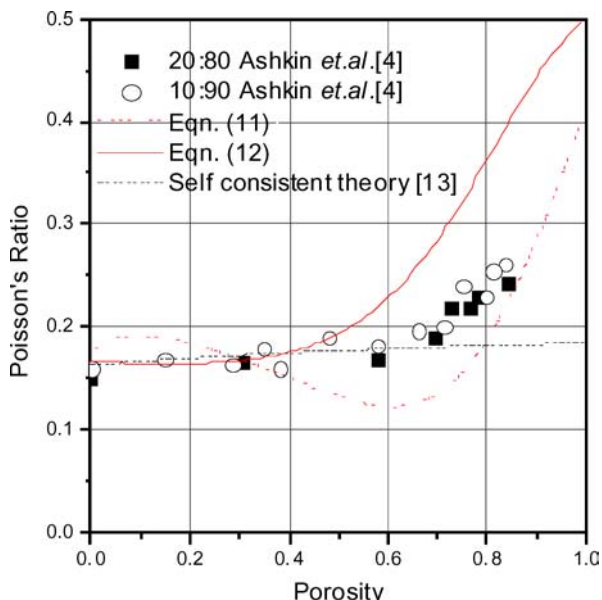 0.5
20:80 Ashkin et.al.[4]
10:90 Ashkin et.al.[4]
0.4
Eqn. (11)
Eqn. (12)
Self consistent theory [13]
0.3
0.2
0.1
0.0
Poisson's Ratio
0.0 0.2 0.4 0.6 0.8 1.0
Porosity